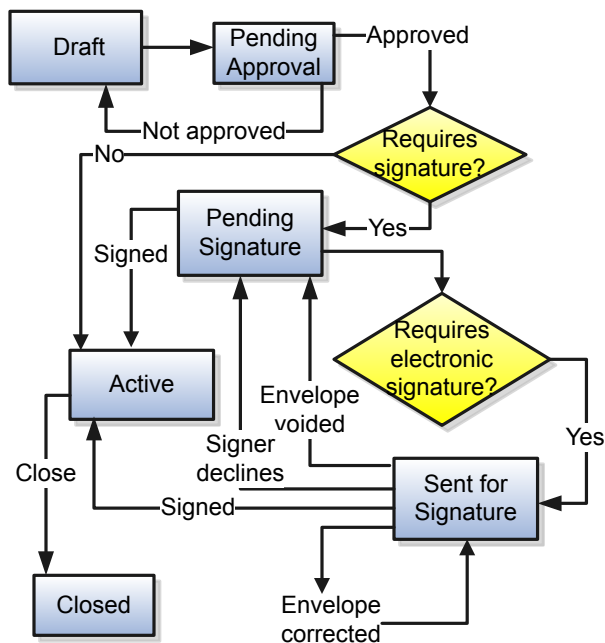 Draft
Pending
Approval
Approved
Not approved
Requires
signature?
No
Yes
Pending
Signature
Signed
Requires
electronic
signature?
Active
Envelope
voided
Signer
declines
Yes
Close
Signed
Sent for
Signature
Closed
Envelope
corrected